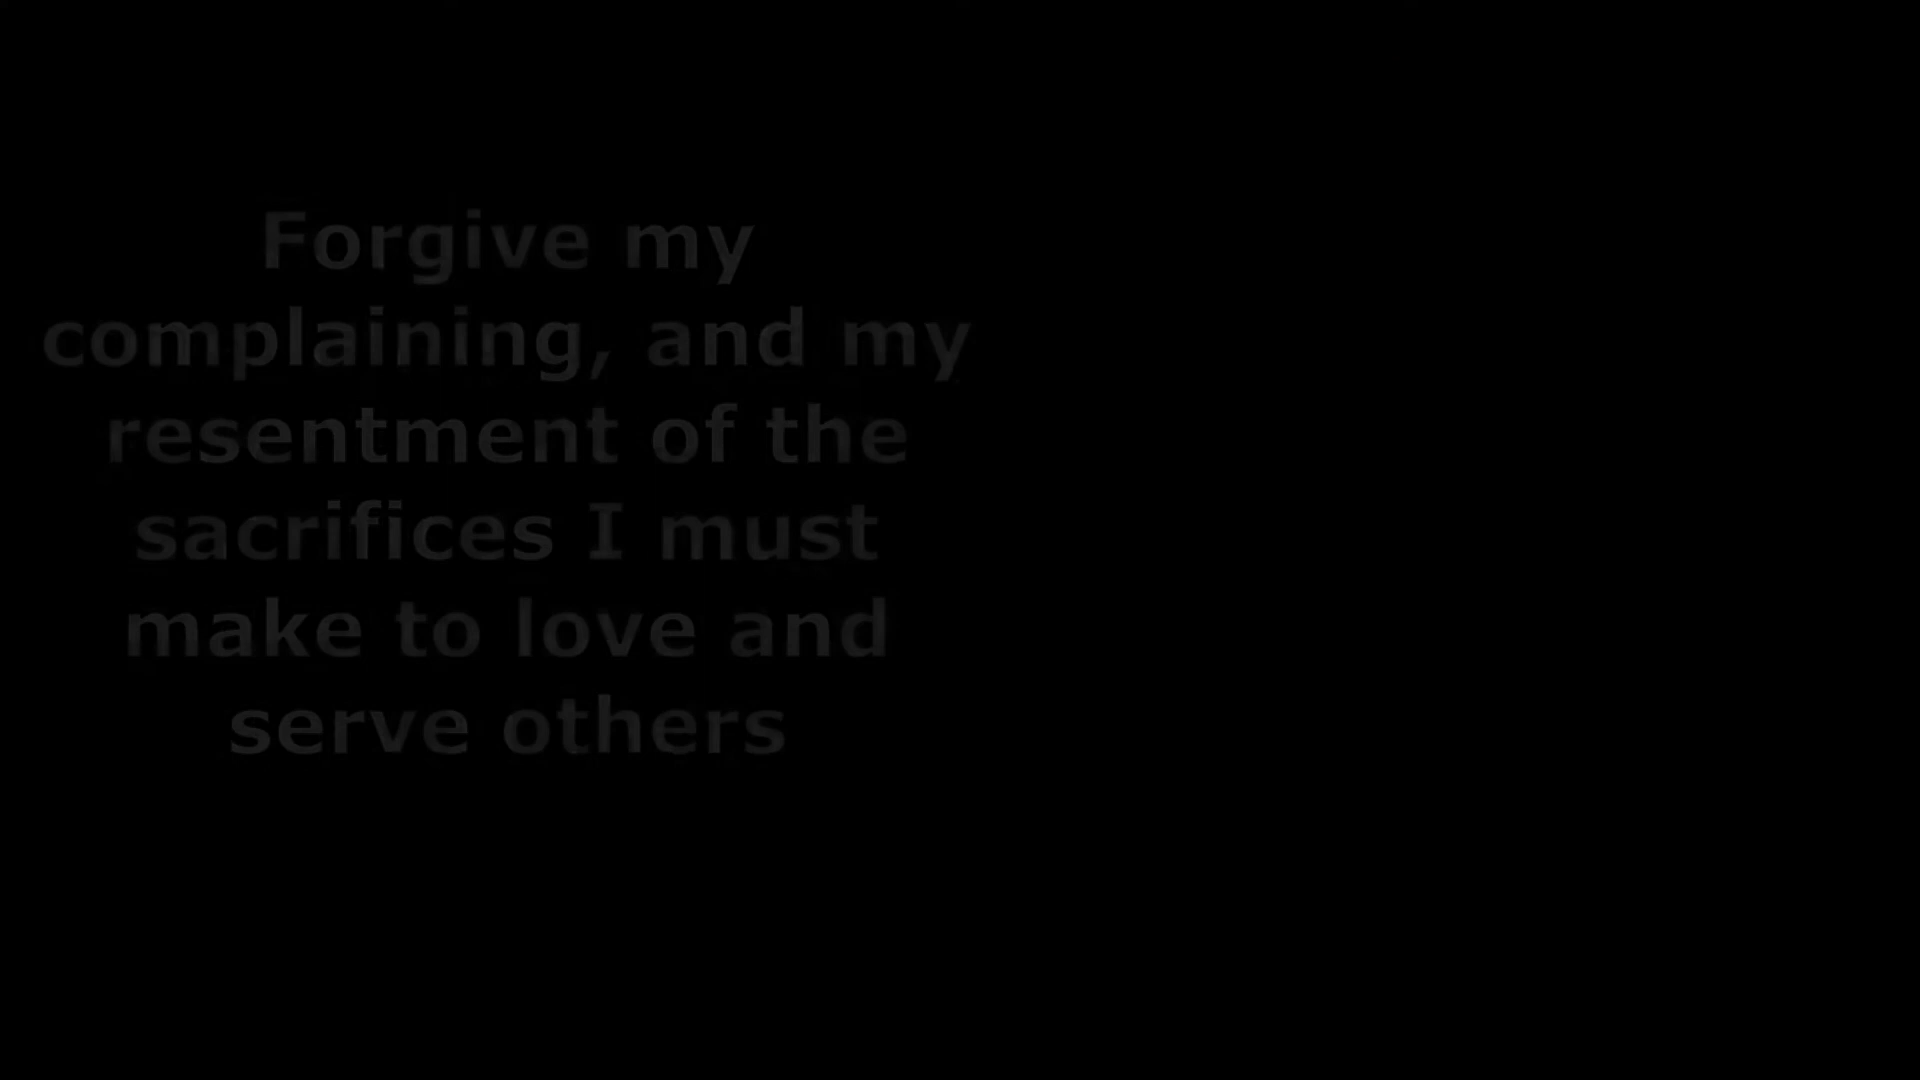 Forgive my
complaining, and my
resentment of the
sacrifices I must
make to love and
serve others